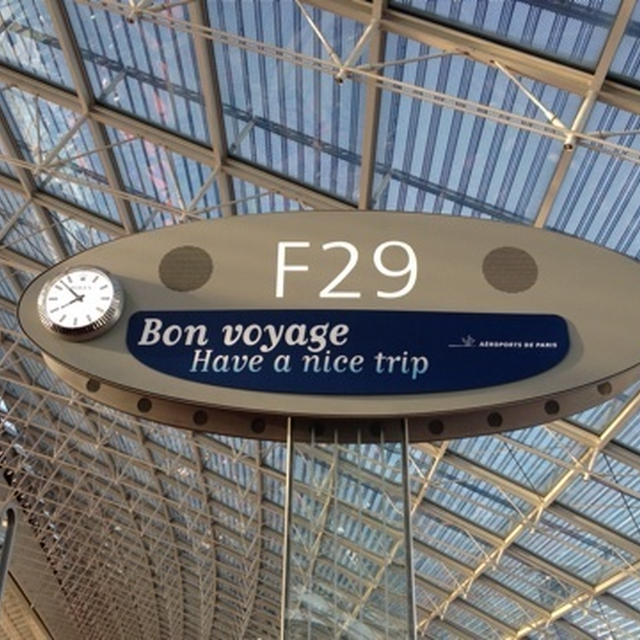 F29
Bon voyage
Have a nice trip
AÉROPORTS DE PARIS